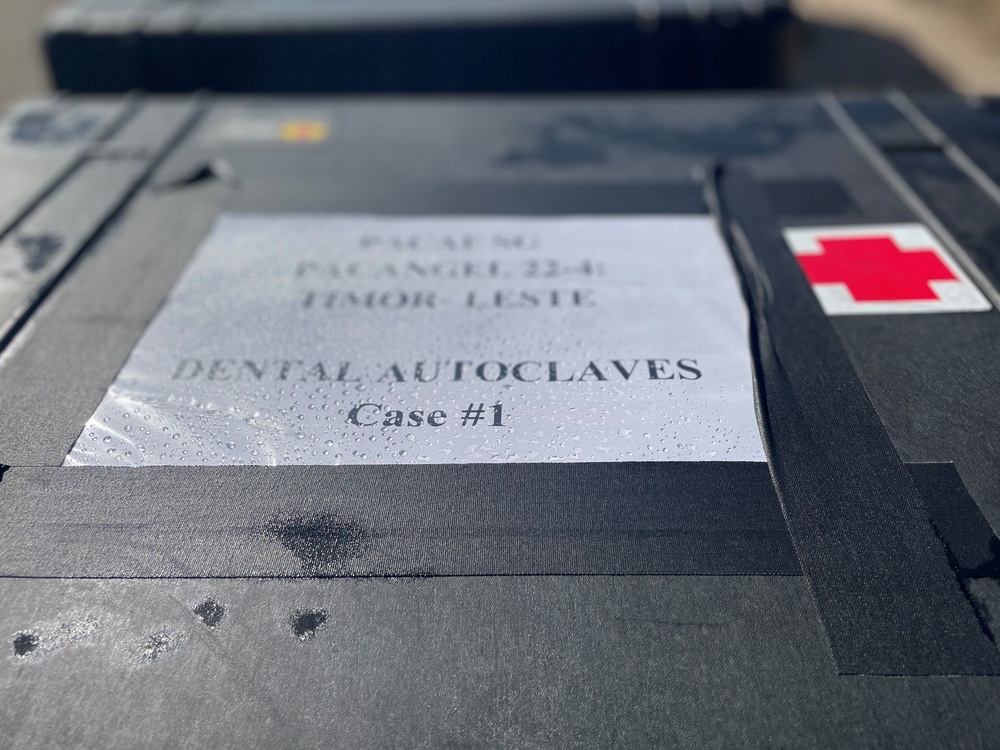 PACAF/SG
PACANGEL 22-4:
TIMOR- LESTE
DENTAL AUTOCLAVES
Case #1